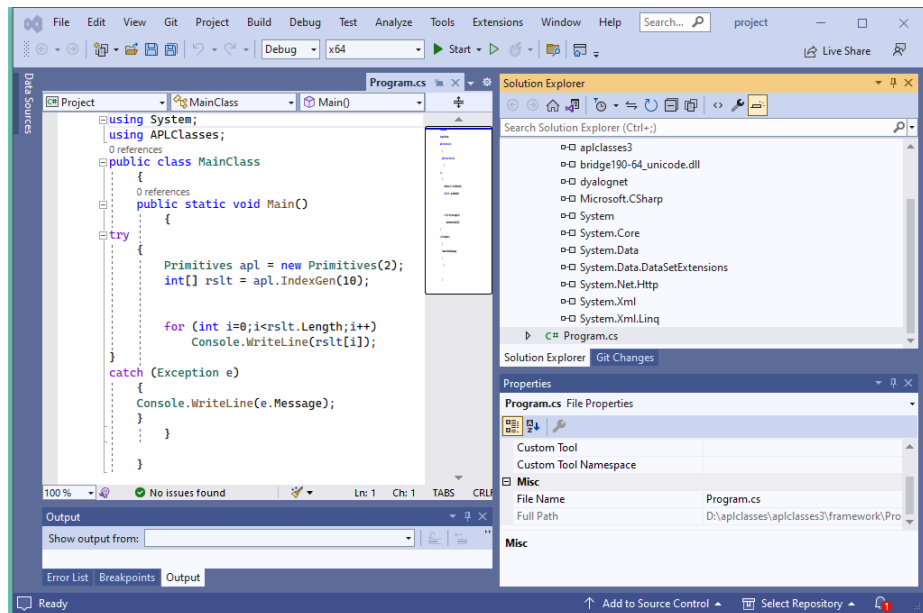 File Edit View Git Project Build Debug Test Analyze Tools Extensions Window Help Search... project
Debug x64 Start Live Share
Data Sources
Program.cs
C# Project MainClass Main()
using System;
using APLClasses;
0 references
public class MainClass
{
0 references
public static void Main()
{
try
{
Primitives apl = new Primitives(2);
int[] rslt = apl.IndexGen(10);
for (int i=0;i<rslt.Length;i++)
Console.WriteLine(rslt[i]);
}
catch (Exception e)
{
Console.WriteLine(e.Message);
}
}
}
100 % No issues found Ln: 1 Ch: 1 TABS CRLF
Output
Show output from:
Error List Breakpoints Output
Solution Explorer
Search Solution Explorer (Ctrl+;)
aplclasses3
bridge190-64_unicode.dll
dyalognet
Microsoft.CSharp
System
System.Core
System.Data
System.Data.DataSetExtensions
System.Net.Http
System.Xml
System.Xml.Linq
C# Program.cs
Solution Explorer Git Changes
Properties
Program.cs File Properties
Custom Tool
Custom Tool Namespace
Misc
File Name Program.cs
Full Path D:\aplclasses\aplclasses3\framework\Pro
Misc
Ready Add to Source Control Select Repository 1